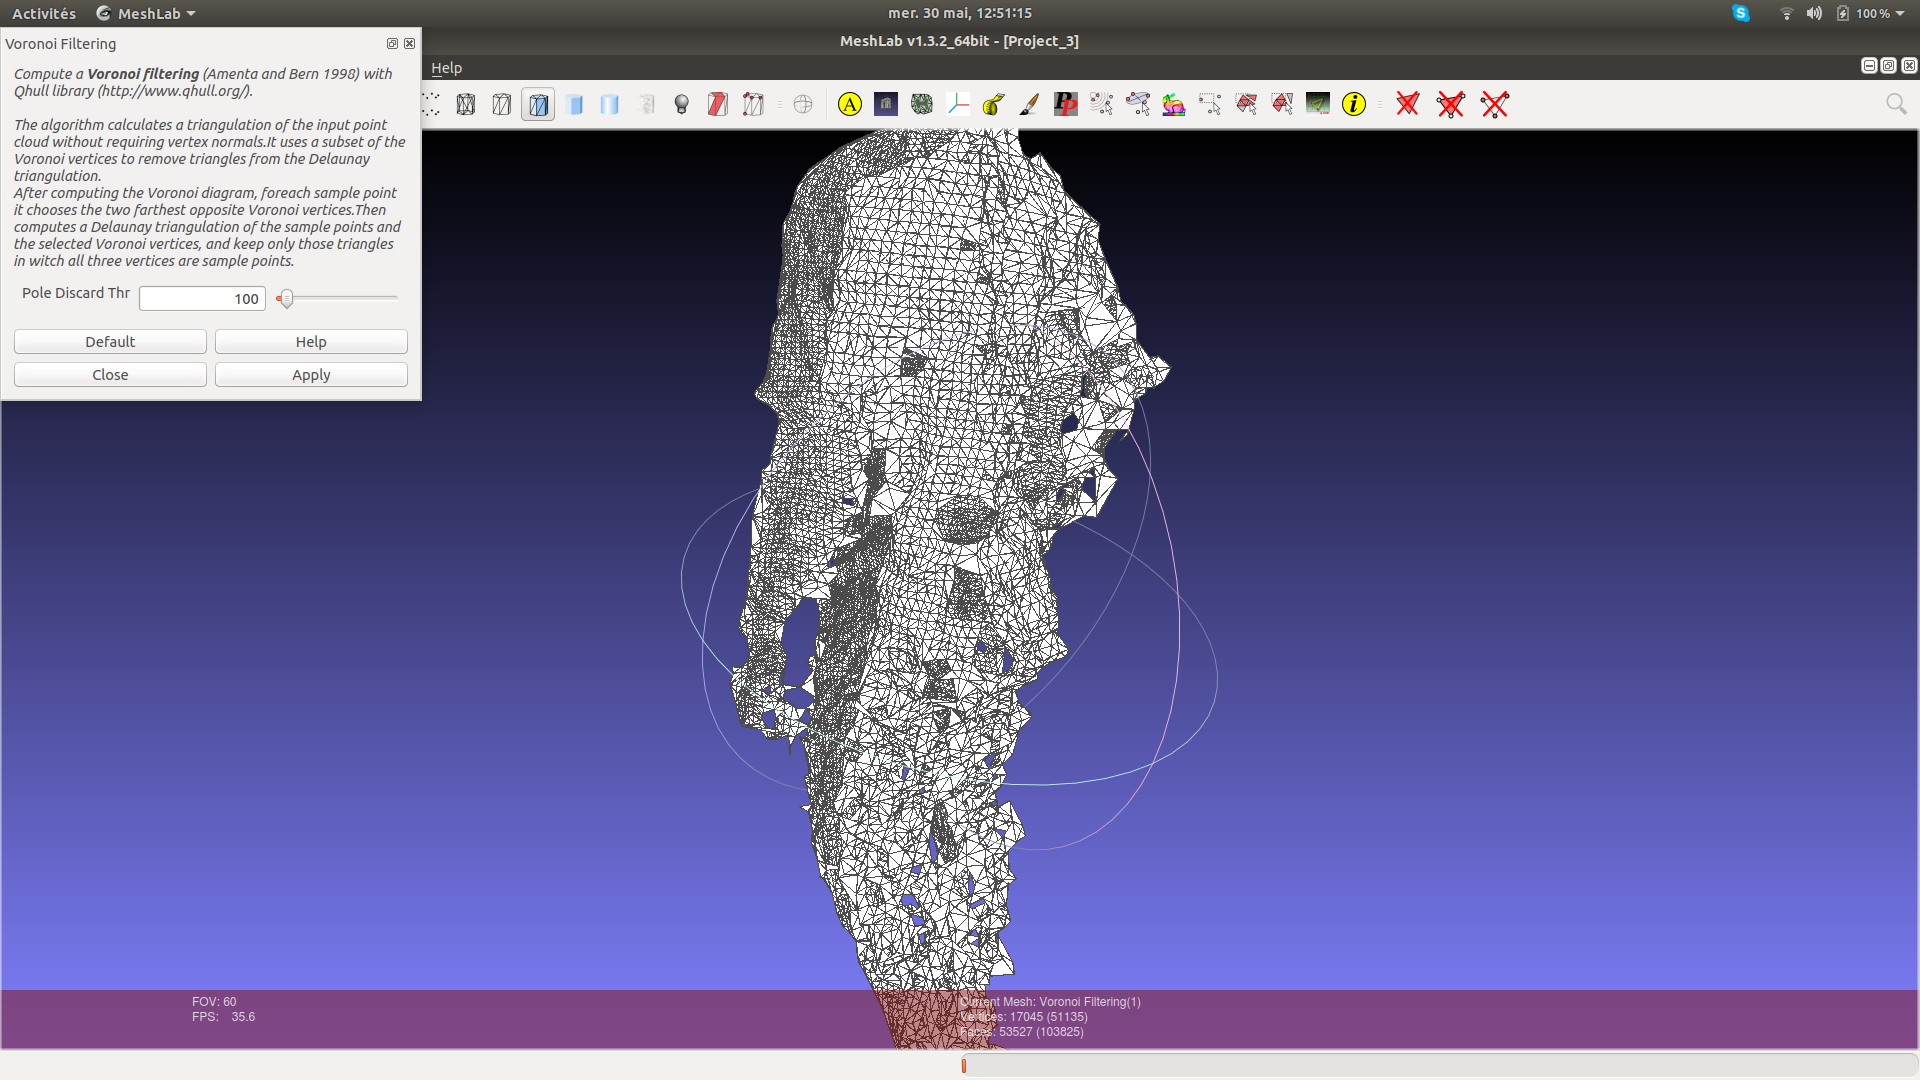 Activités
MeshLab
mer. 30 mai, 12:51:15
100 %
Voronoi Filtering
MeshLab v1.3.2_64bit - [Project_3]
Help
Compute a Voronoi filtering (Amenta and Bern 1998) with
Qhull library (http://www.qhull.org/).
The algorithm calculates a triangulation of the input point
cloud without requiring vertex normals.It uses a subset of the
Voronoi vertices to remove triangles from the Delaunay
triangulation.
After computing the Voronoi diagram, foreach sample point
it chooses the two farthest opposite Voronoi vertices.Then
computes a Delaunay triangulation of the sample points and
the selected Voronoi vertices, and keep only those triangles
in witch all three vertices are sample points.
Pole Discard Thr
100
Default
Help
Close
Apply
A
PP
i
FOV: 60
FPS: 35.6
Current Mesh: Voronoi Filtering(1)
Vertices: 17045 (51135)
Faces: 53527 (103825)